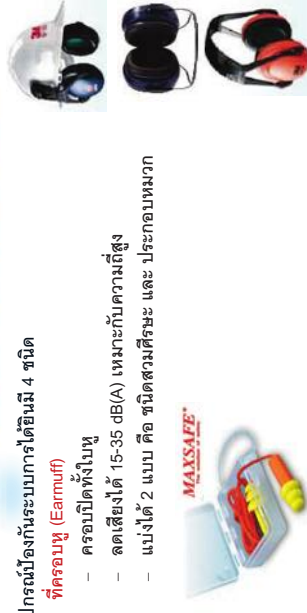 ปกรณ์ป้องกันระบบการได้ยินมี 4 ชนิด
ที่ครอบหู (Earmuff)
– ครอบปิดทั้งใบหู
– ลดเสียงได้ 15-35 dB(A) เหมาะกับความถี่สูง
– แบ่งได้ 2 แบบ คือ ชนิดสวมศีรษะ และ ประกอบหมวก
MAXSAFE®